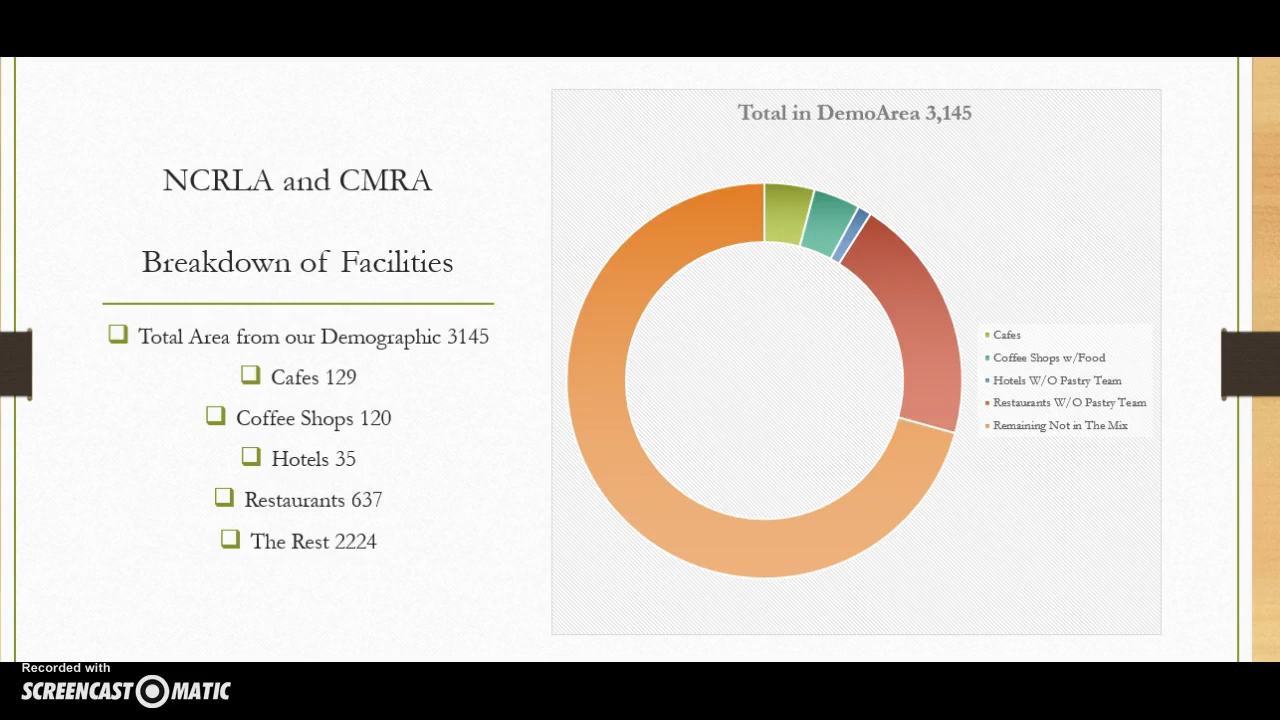 NCRLA and CMRA
Breakdown of Facilities
Total Area from our Demographic 3145
Cafes 129
Coffee Shops 120
Hotels 35
Restaurants 637
The Rest 2224
Total in DemoArea 3,145
Cafes
Coffee Shops w/Food
Hotels W/O Pastry Team
Restaurants W/O Pastry Team
Remaining Not in The Mix
Recorded with
SCREENCAST MATIC